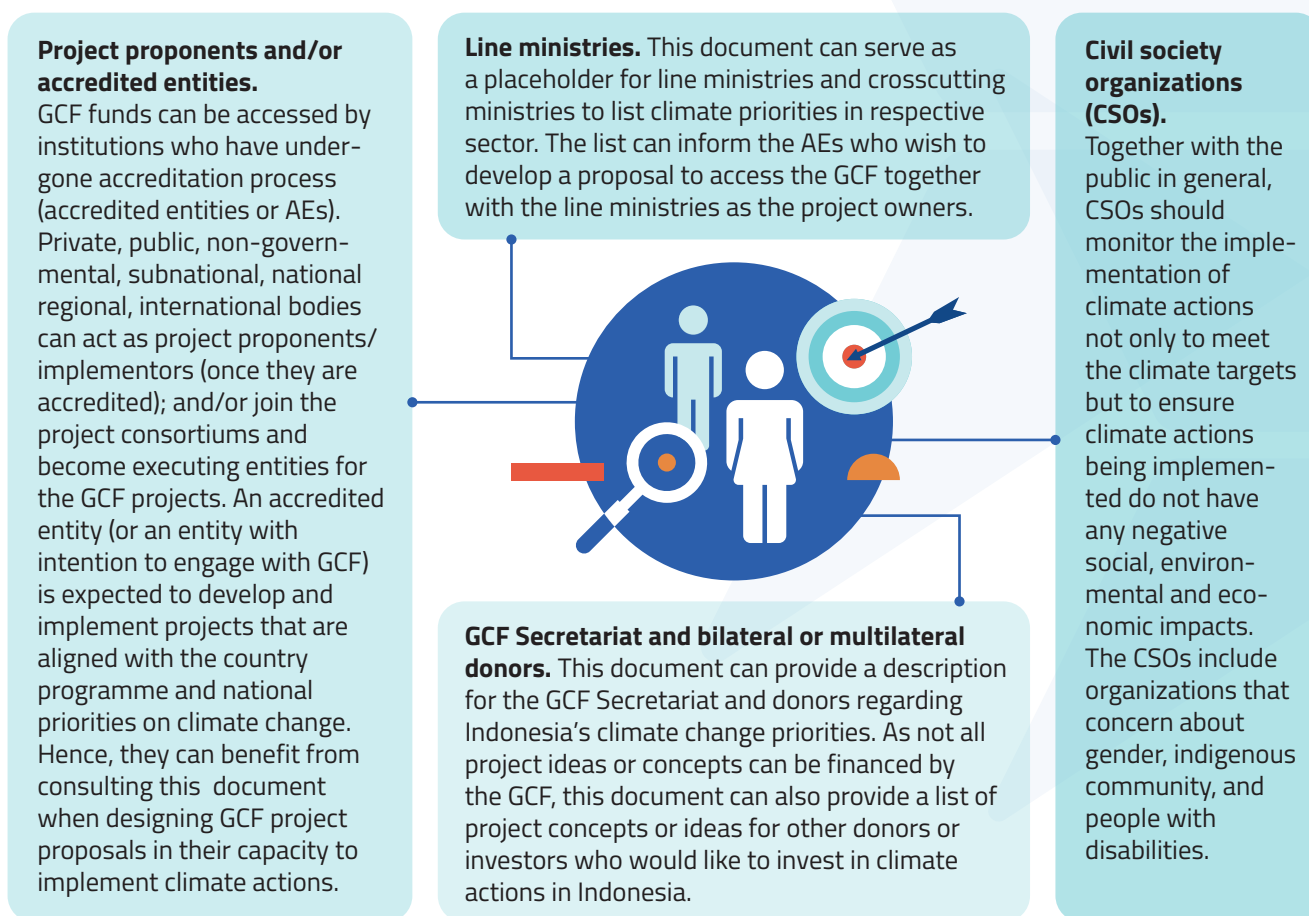 Project proponents and/or
accredited entities.
GCF funds can be accessed by
institutions who have under-
gone accreditation process
(accredited entities or AEs).
Private, public, non-govern-
mental, subnational, national
regional, international bodies
can act as project proponents/
implementors (once they are
accredited); and/or join the
project consortiums and
become executing entities for
the GCF projects. An accredited
entity (or an entity with
intention to engage with GCF)
is expected to develop and
implement projects that are
aligned with the country
programme and national
priorities on climate change.
Hence, they can benefit from
consulting this document
when designing GCF project
proposals in their capacity to
implement climate actions.
Line ministries. This document can serve as
a placeholder for line ministries and crosscutting
ministries to list climate priorities in respective
sector. The list can inform the AEs who wish to
develop a proposal to access the GCF together
with the line ministries as the project owners.
GCF Secretariat and bilateral or multilateral
donors. This document can provide a description
for the GCF Secretariat and donors regarding
Indonesia's climate change priorities. As not all
project ideas or concepts can be financed by
the GCF, this document can also provide a list of
project concepts or ideas for other donors or
investors who would like to invest in climate
actions in Indonesia.
Civil society
organizations
(CSOs).
Together with the
public in general,
CSOs should
monitor the imple-
mentation of
climate actions
not only to meet
the climate targets
but to ensure
climate actions
being implemen-
ted do not have
any negative
social, environ-
mental and eco-
nomic impacts.
The CSOs include
organizations that
concern about
gender, indigenous
community, and
people with
disabilities.